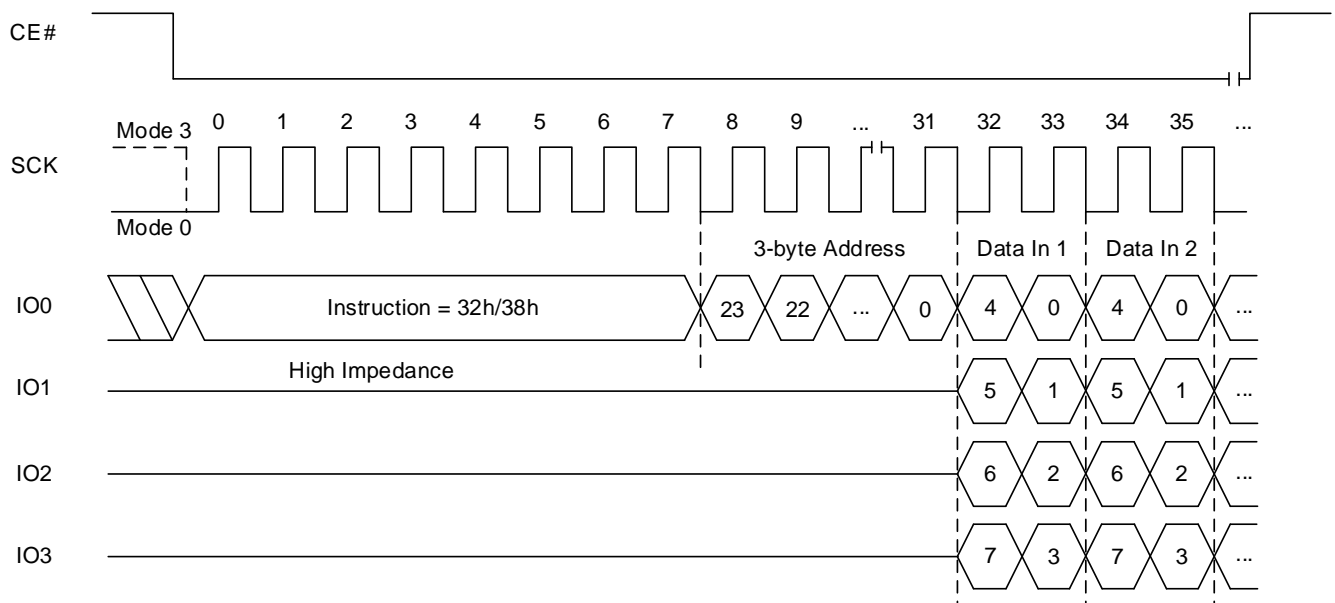 CE#
Mode 3 0 1 2 3 4 5 6 7 8 9 ... 31 32 33 34 35 ...
SCK
Mode 0
3-byte Address Data In 1 Data In 2
IO0 Instruction = 32h/38h 23 22 ... 0 4 0 4 0 ...
High Impedance
IO1 5 1 5 1 ...
IO2 6 2 6 2 ...
IO3 7 3 7 3 ...